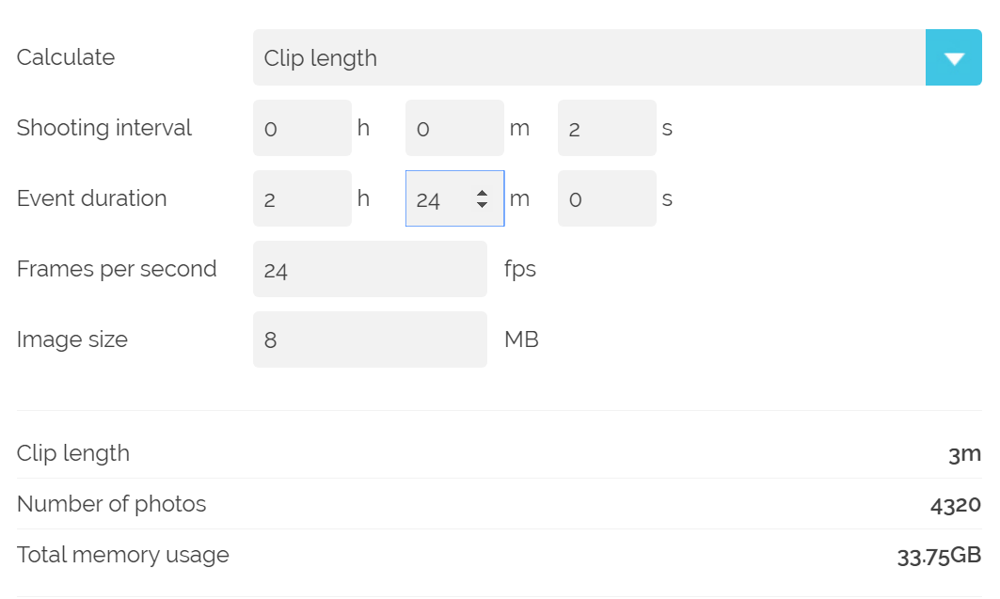 Calculate Clip length
Shooting interval 0 h 0 m 2 s
Event duration 2 h 24 m 0 s
Frames per second 24 fps
Image size 8 MB
Clip length 3m
Number of photos 4320
Total memory usage 33.75GB